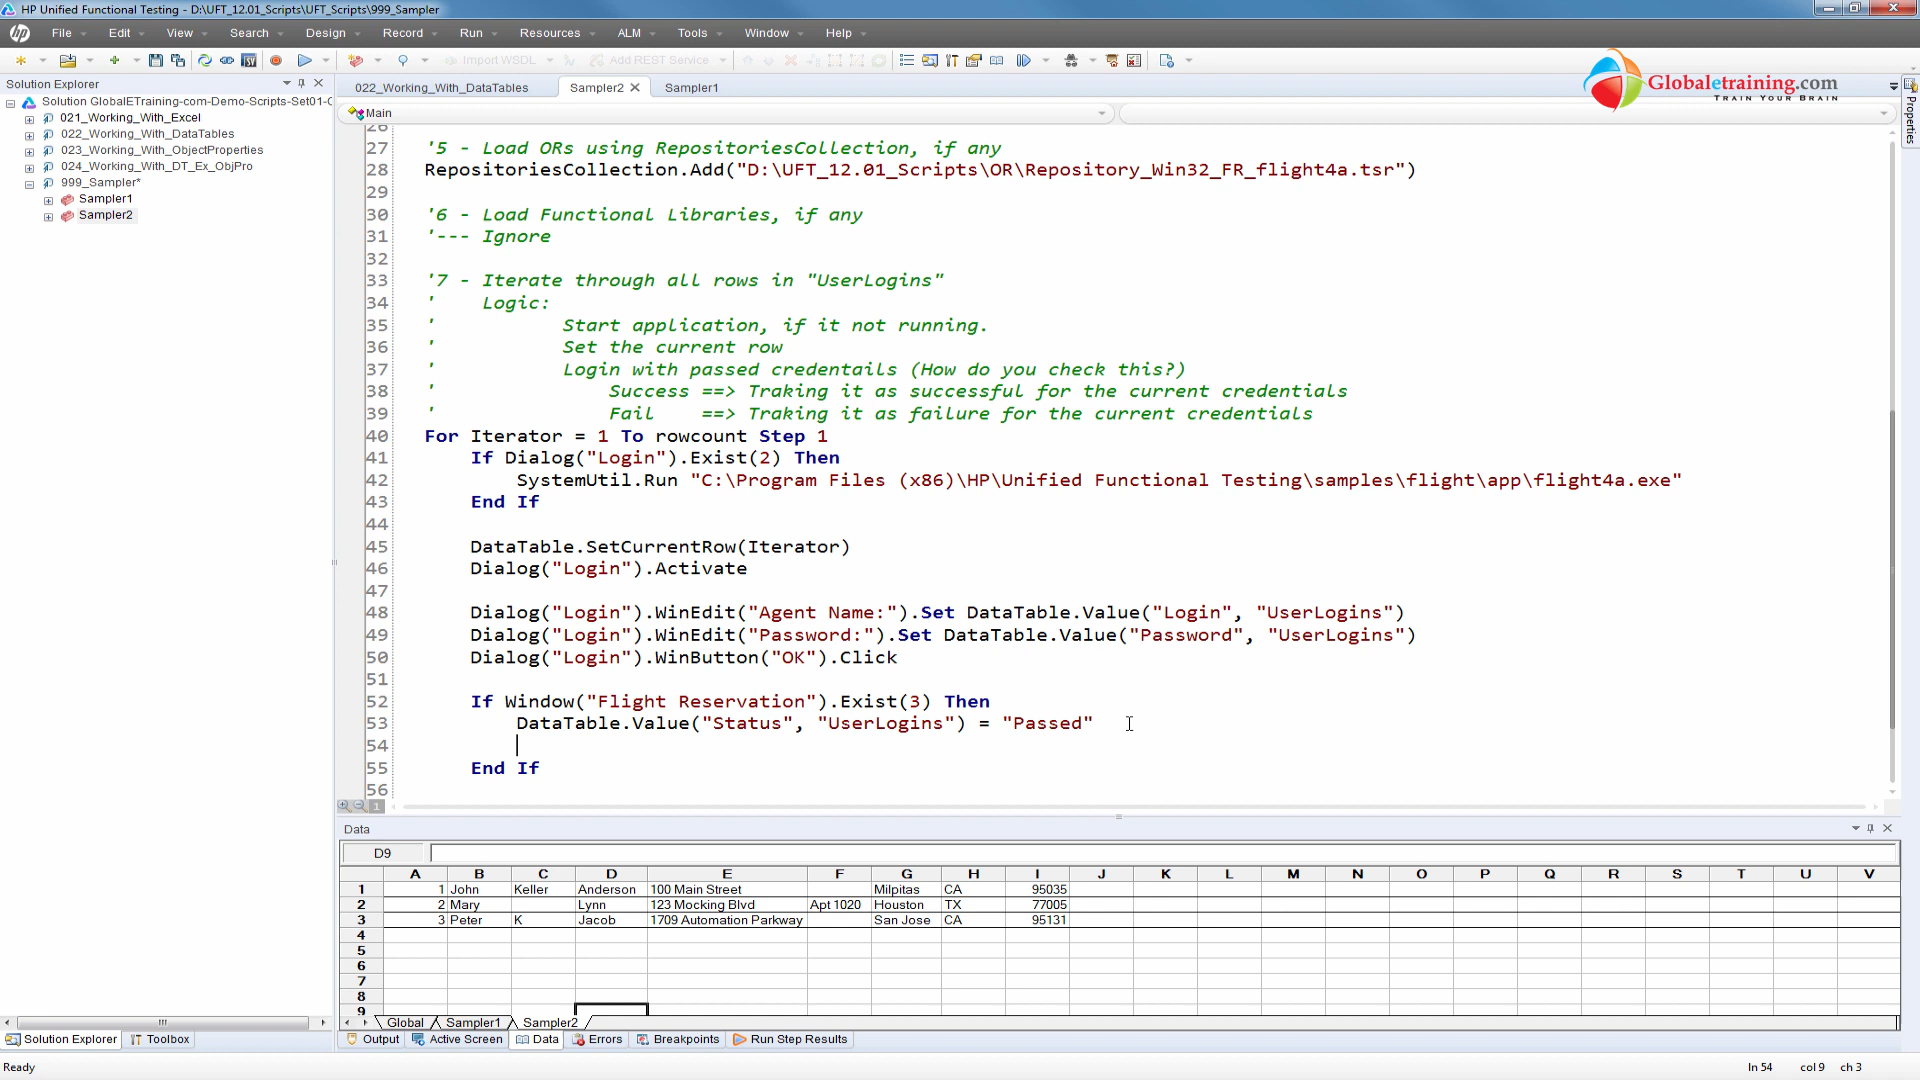 HP Unified Functional Testing - D:\UFT_12.01_Scripts\UFT_Scripts\999_Sampler
File Edit View Search Design Record Run Resources ALM Tools Window Help
Import WSDL Add REST Service
Globaletraining.com
TRAIN YOUR BRAIN
Solution Explorer
Solution GlobalETraining-com-Demo-Scripts-Set01-C
021_Working_With_Excel
022_Working_With_DataTables
023_Working_With_ObjectProperties
024_Working_With_DT_Ex_ObjPro
999_Sampler*
Sampler1
Sampler2
022_Working_With_DataTables Sampler2 Sampler1
Properties
Main
26
27 '5 - Load ORs using RepositoriesCollection, if any
28 RepositoriesCollection.Add("D:\UFT_12.01_Scripts\OR\Repository_Win32_FR_flight4a.tsr")
29
30 '6 - Load Functional Libraries, if any
31 '--- Ignore
32
33 '7 - Iterate through all rows in "UserLogins"
34 ' Logic:
35 ' Start application, if it not running.
36 ' Set the current row
37 ' Login with passed credentails (How do you check this?)
38 ' Success ==> Traking it as successful for the current credentials
39 ' Fail ==> Traking it as failure for the current credentials
40 For Iterator = 1 To rowcount Step 1
41 If Dialog("Login").Exist(2) Then
42 SystemUtil.Run "C:\Program Files (x86)\HP\Unified Functional Testing\samples\flight\app\flight4a.exe"
43 End If
44
45 DataTable.SetCurrentRow(Iterator)
46 Dialog("Login").Activate
47
48 Dialog("Login").WinEdit("Agent Name:").Set DataTable.Value("Login", "UserLogins")
49 Dialog("Login").WinEdit("Password:").Set DataTable.Value("Password", "UserLogins")
50 Dialog("Login").WinButton("OK").Click
51
52 If Window("Flight Reservation").Exist(3) Then
53 DataTable.Value("Status", "UserLogins") = "Passed"
54
55 End If
56
1
Data
D9
A B C D E F G H I J K L M N O P Q R S T U V
1 1 John Keller Anderson 100 Main Street Milpitas CA 95035
2 2 Mary Lynn 123 Mocking Blvd Apt 1020 Houston TX 77005
3 3 Peter K Jacob 1709 Automation Parkway San Jose CA 95131
4
5
6
7
8
9
Global Sampler1 Sampler2
Solution Explorer Toolbox Output Active Screen Data Errors Breakpoints Run Step Results
Ready ln 54 col 9 ch 3